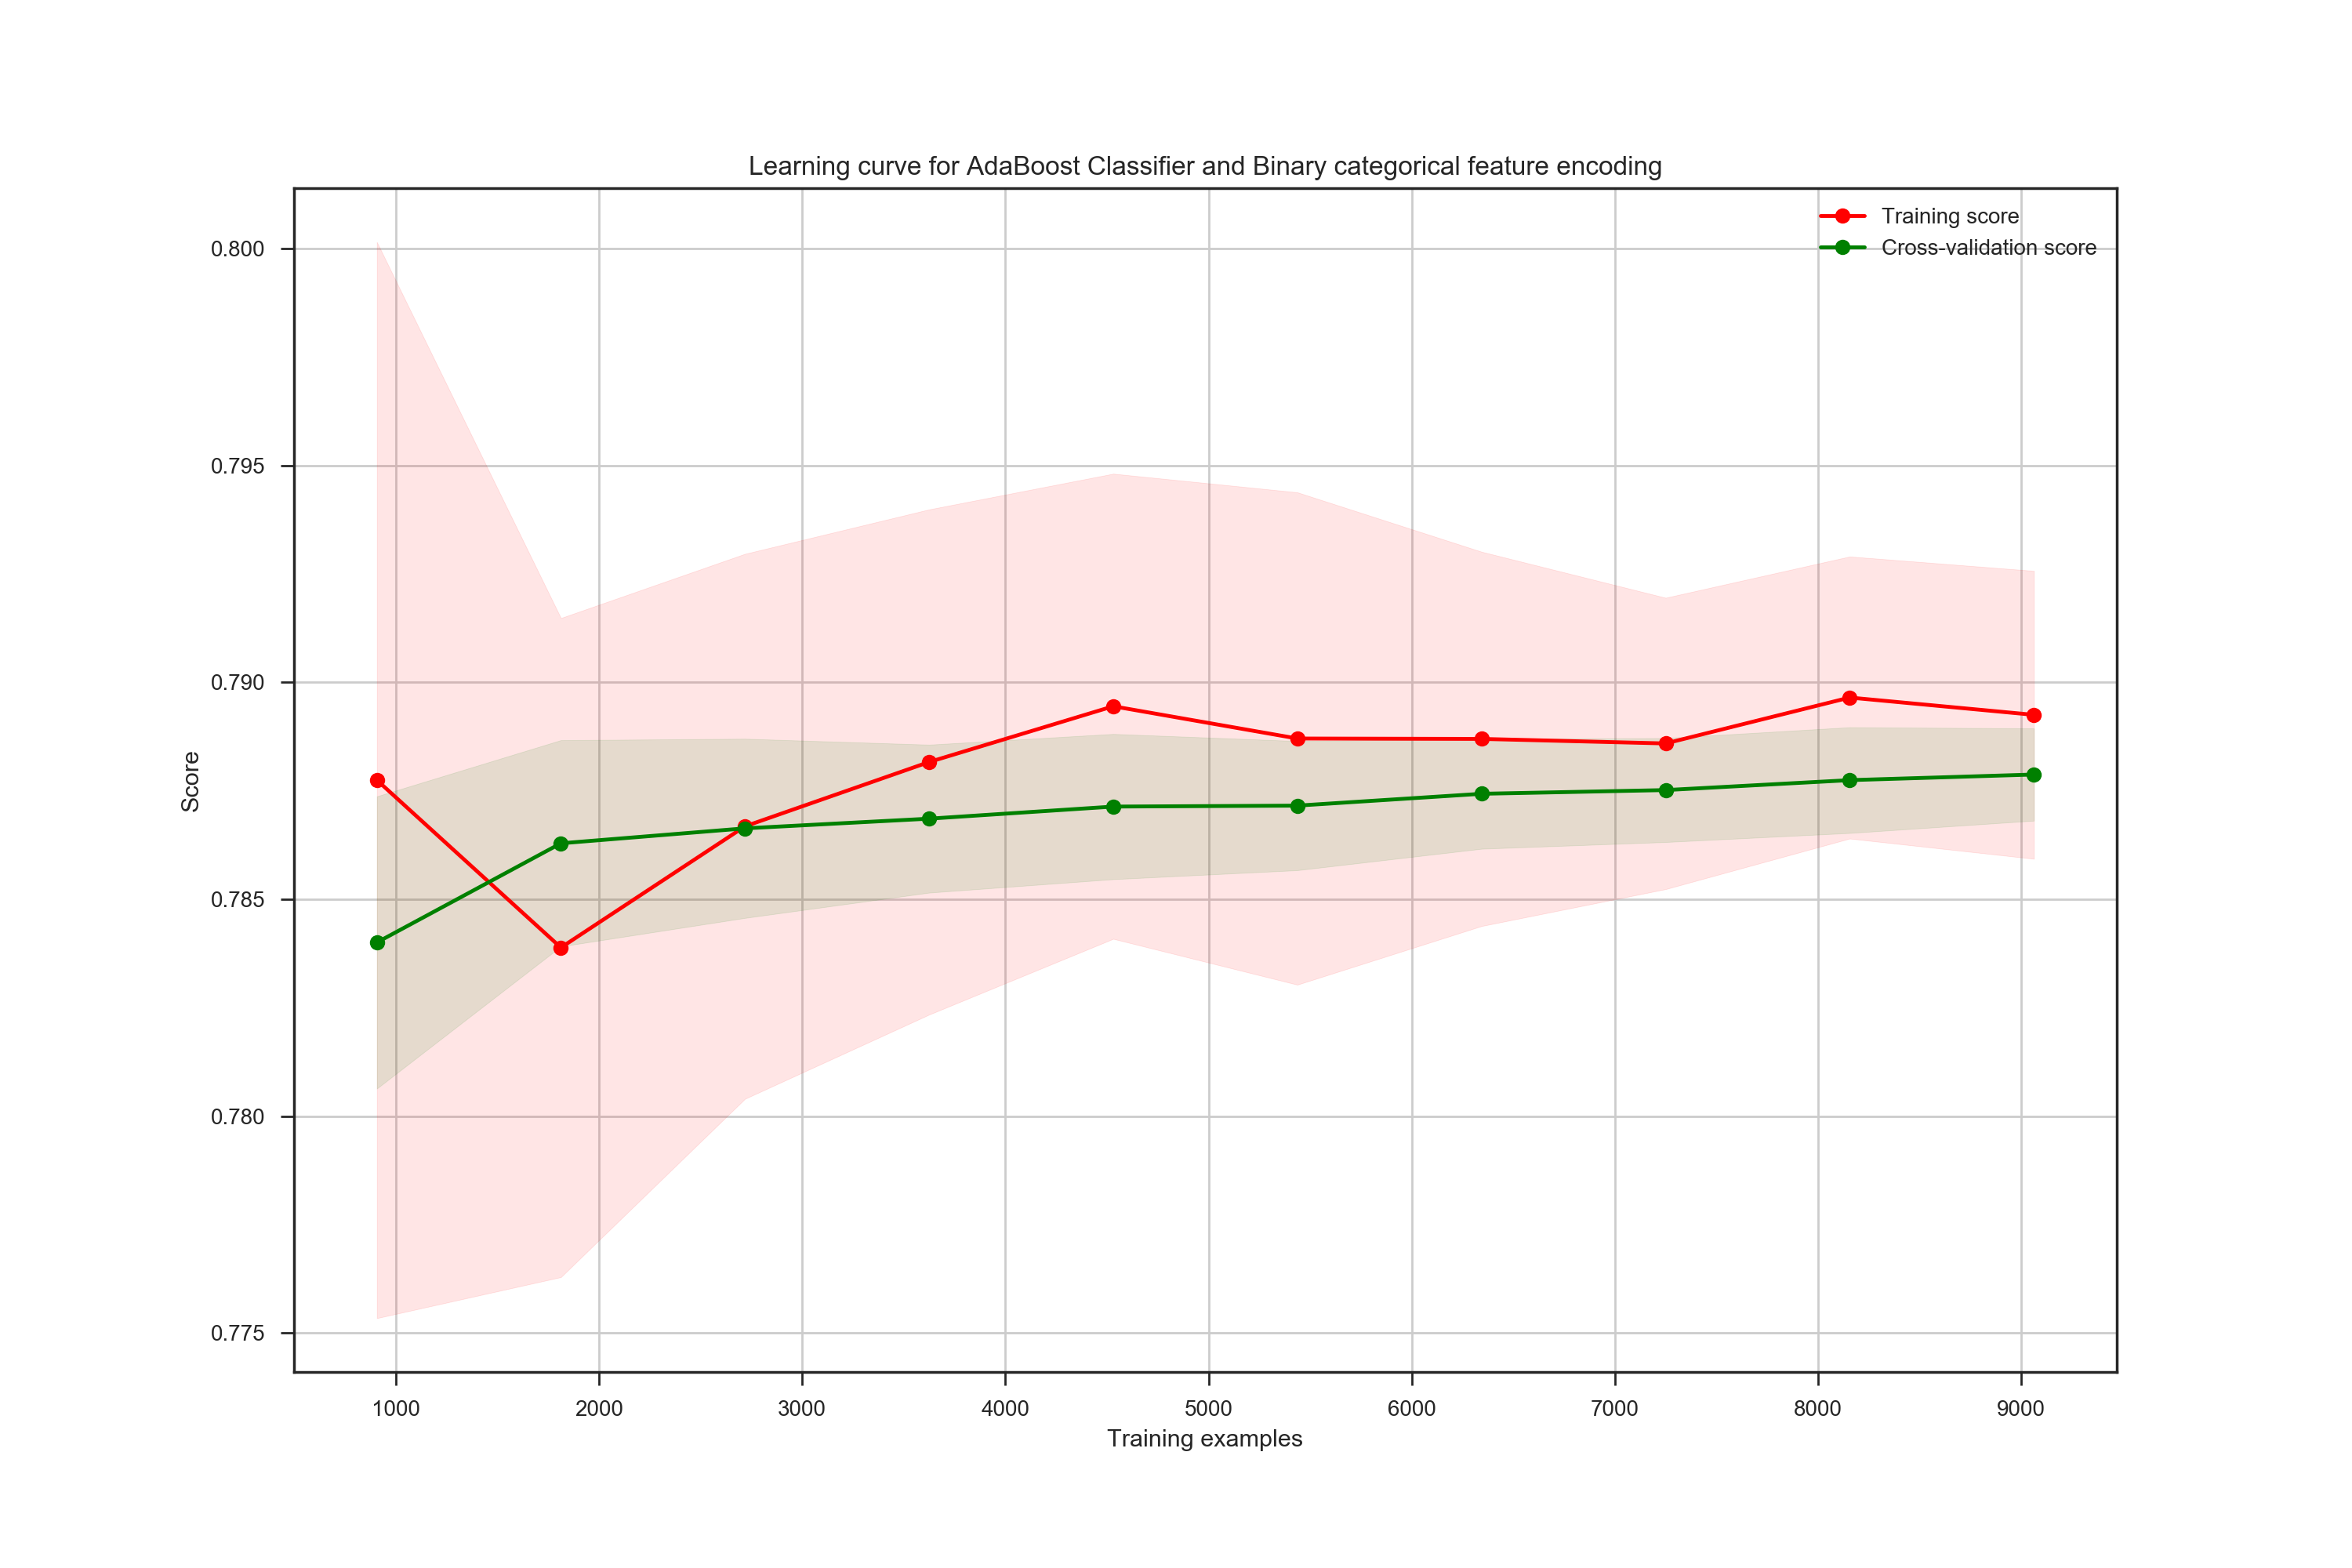 Learning curve for AdaBoost Classifier and Binary categorical feature encoding
Training score
Cross-validation score
Score
0.800
0.795
0.790
0.785
0.780
0.775
1000 2000 3000 4000 5000 6000 7000 8000 9000
Training examples